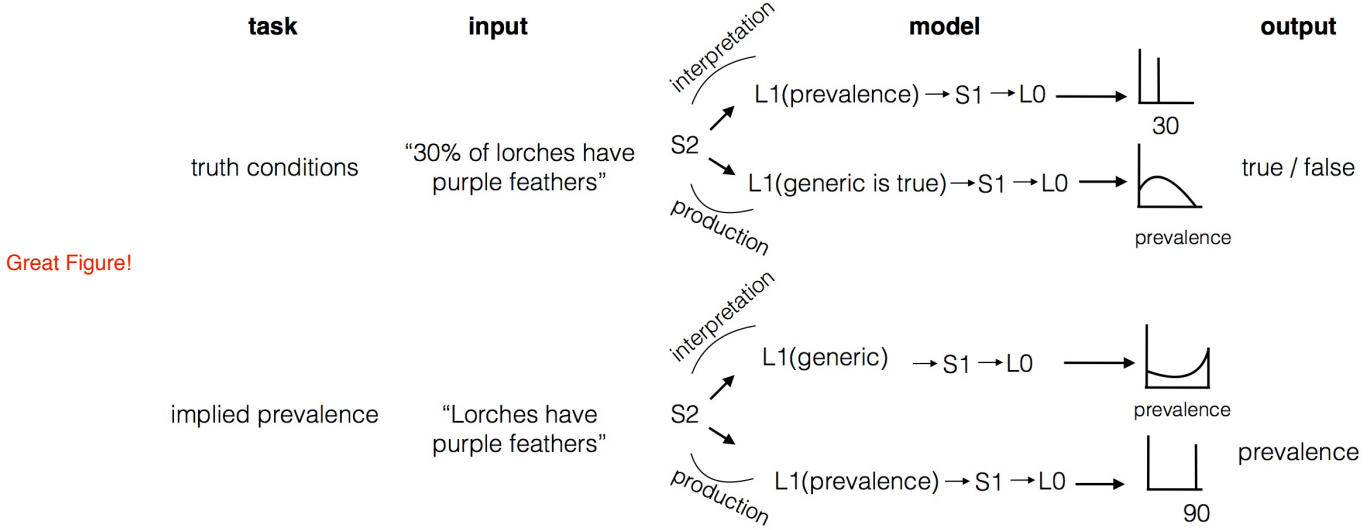 task input model output
interpretation
L1(prevalence) → S1 → L0 →
30
"30% of lorches have
purple feathers"
S2
truth conditions
true / false
L1(generic is true) → S1 → L0 →
production
prevalence
Great Figure!
interpretation
L1(generic) → S1 → L0 →
prevalence
implied prevalence
"Lorches have
purple feathers"
S2
prevalence
L1(prevalence) → S1 → L0 →
production
90